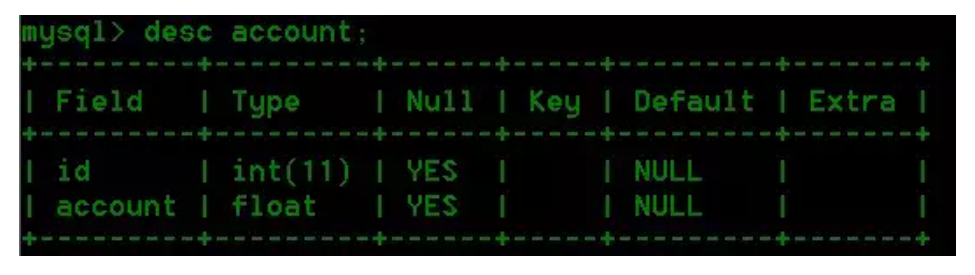 mysql> desc account;
+---------+---------+------+-----+---------+-------+
| Field   | Type    | Null | Key | Default | Extra |
+---------+---------+------+-----+---------+-------+
| id      | int(11) | YES  |     | NULL    |       |
| account | float   | YES  |     | NULL    |       |
+---------+---------+------+-----+---------+-------+